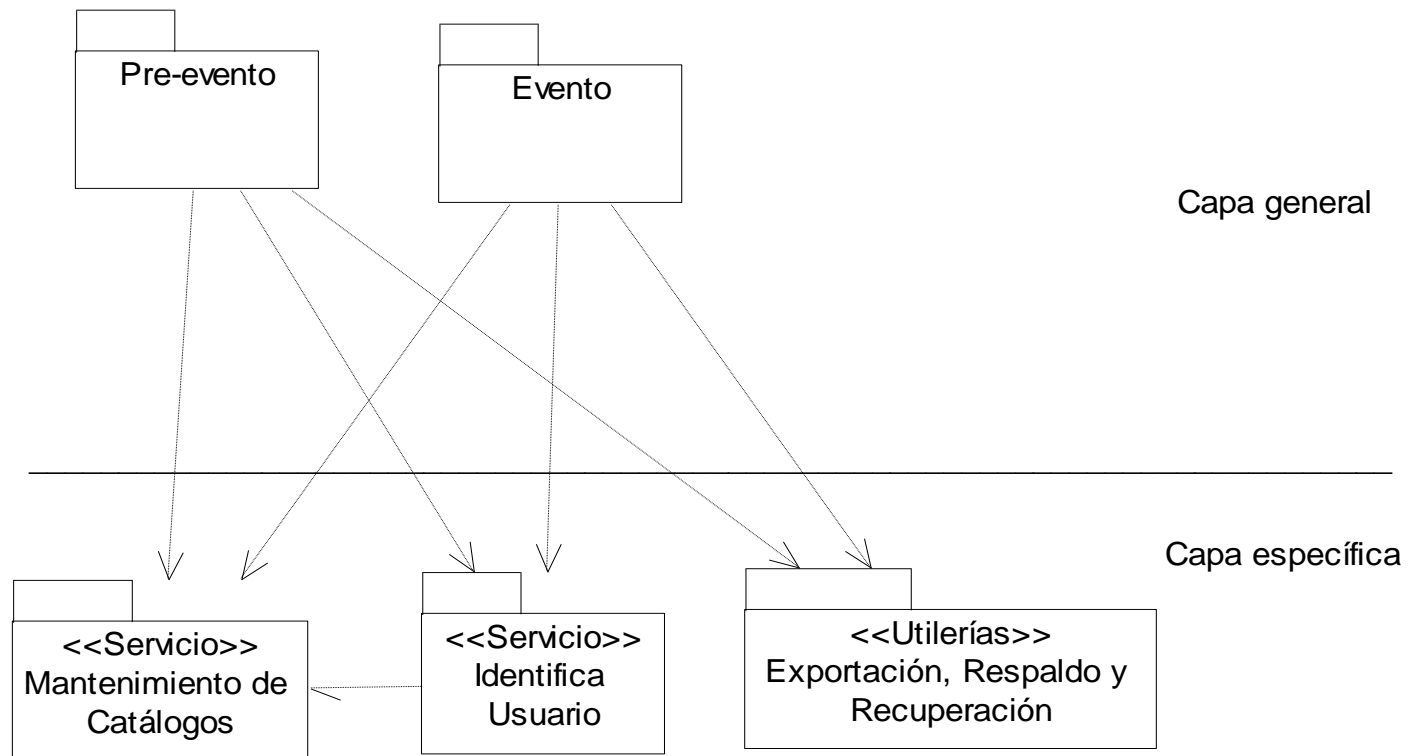 Pre-evento
Evento
Capa general
Capa específica
<<Servicio>>
Mantenimiento de
Catálogos
<<Servicio>>
Identifica
Usuario
<<Utilerías>>
Exportación, Respaldo y
Recuperación